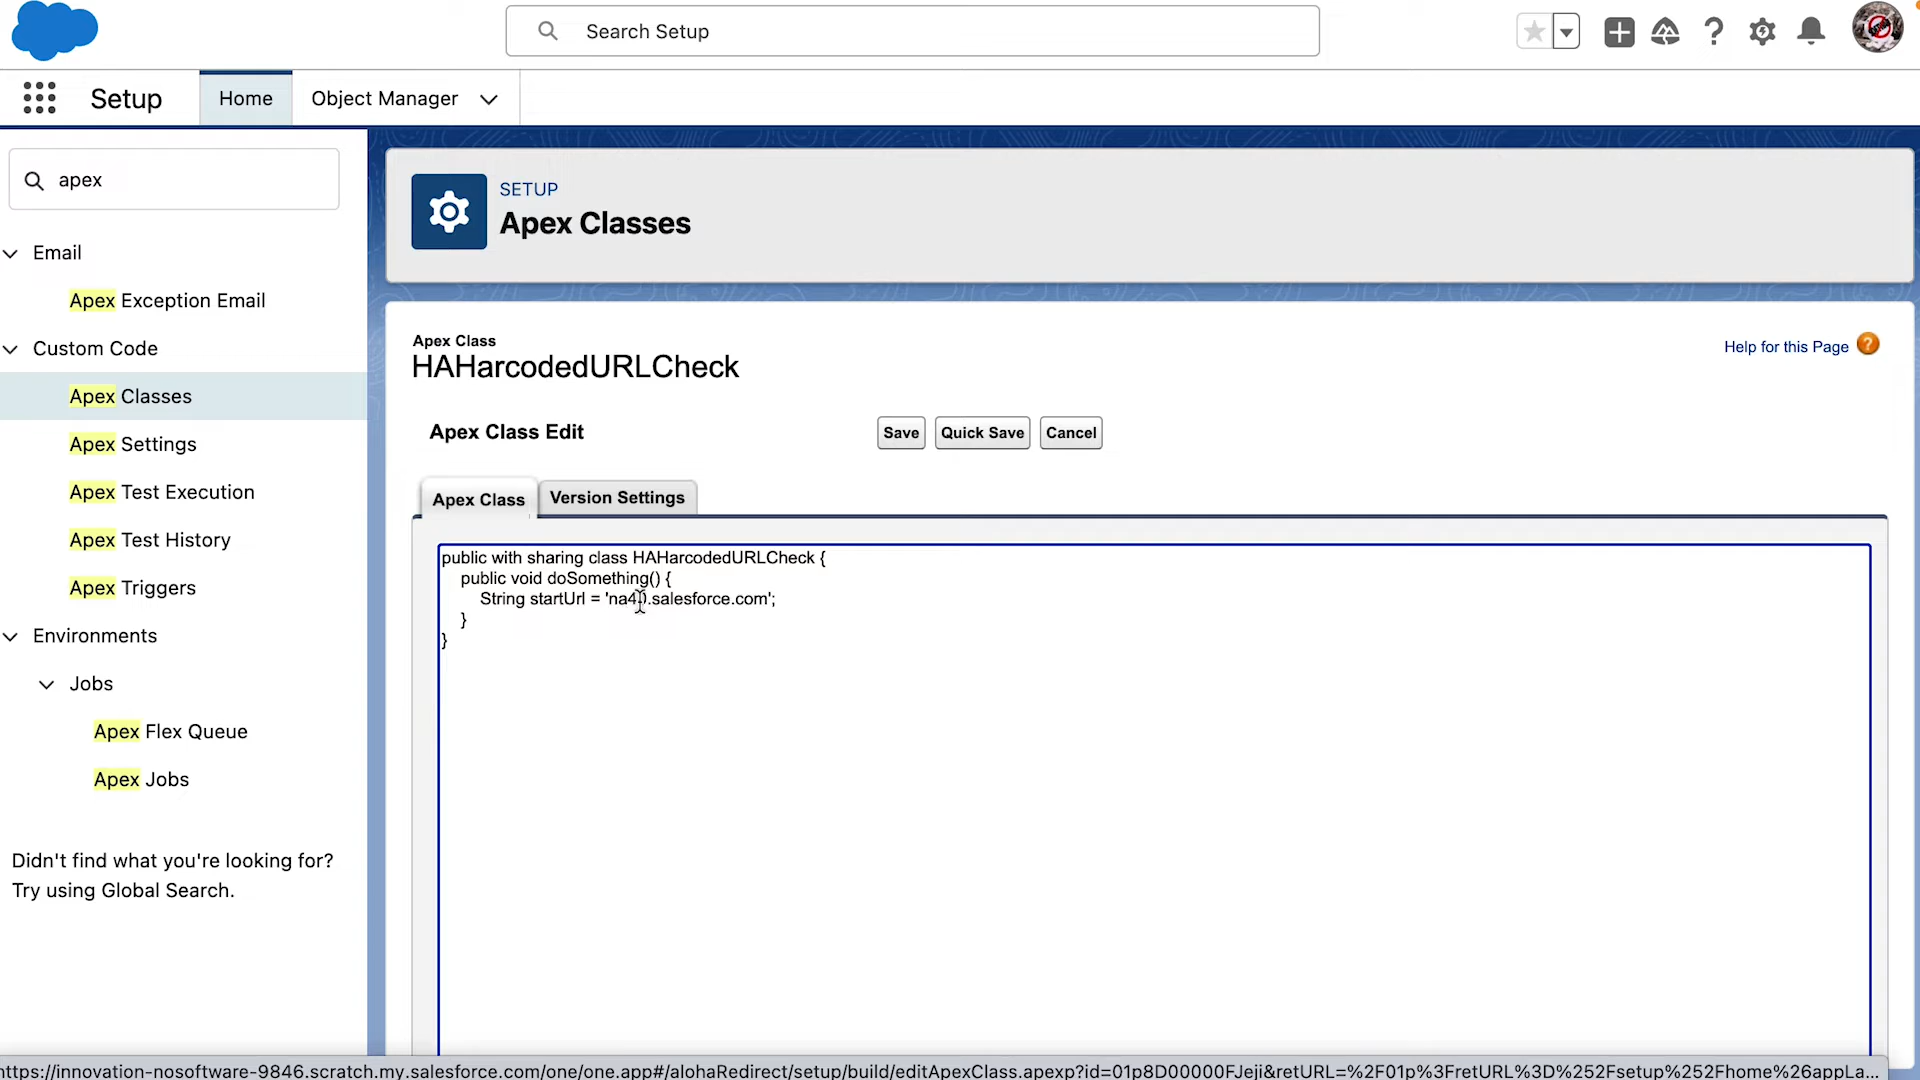 Search Setup
Setup
Home
Object Manager
apex
Email
Apex Exception Email
Custom Code
Apex Classes
Apex Settings
Apex Test Execution
Apex Test History
Apex Triggers
Environments
Jobs
Apex Flex Queue
Apex Jobs
Didn't find what you're looking for?
Try using Global Search.
SETUP
Apex Classes
Apex Class
HAHarcodedURLCheck
Help for this Page
Apex Class Edit
Save
Quick Save
Cancel
Apex Class
Version Settings
public with sharing class HAHarcodedURLCheck {
public void doSomething() {
String startUrl = 'na40.salesforce.com';
}
}
https://innovation-nosoftware-9846.scratch.my.salesforce.com/one/one.app#/alohaRedirect/setup/build/editApexClass.apexp?id=01p8D00000FJeji&retURL=%2F01p%3FretURL%3D%252Fsetup%252Fhome%26appLa...